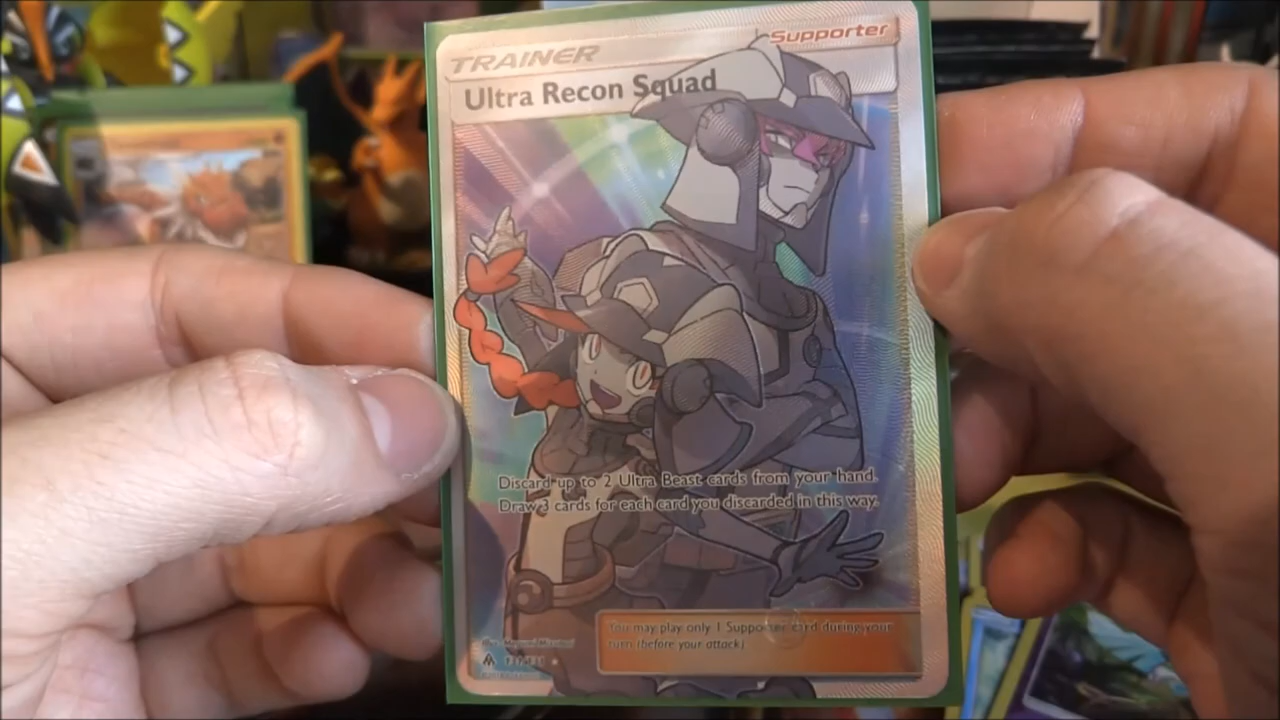 TRAINER
Supporter
Ultra Recon Squad
Discard up to 2 Ultra Beast cards from your hand.
Draw 3 cards for each card you discarded in this way.
You may play only 1 Supporter card during your
turn (before your attack).